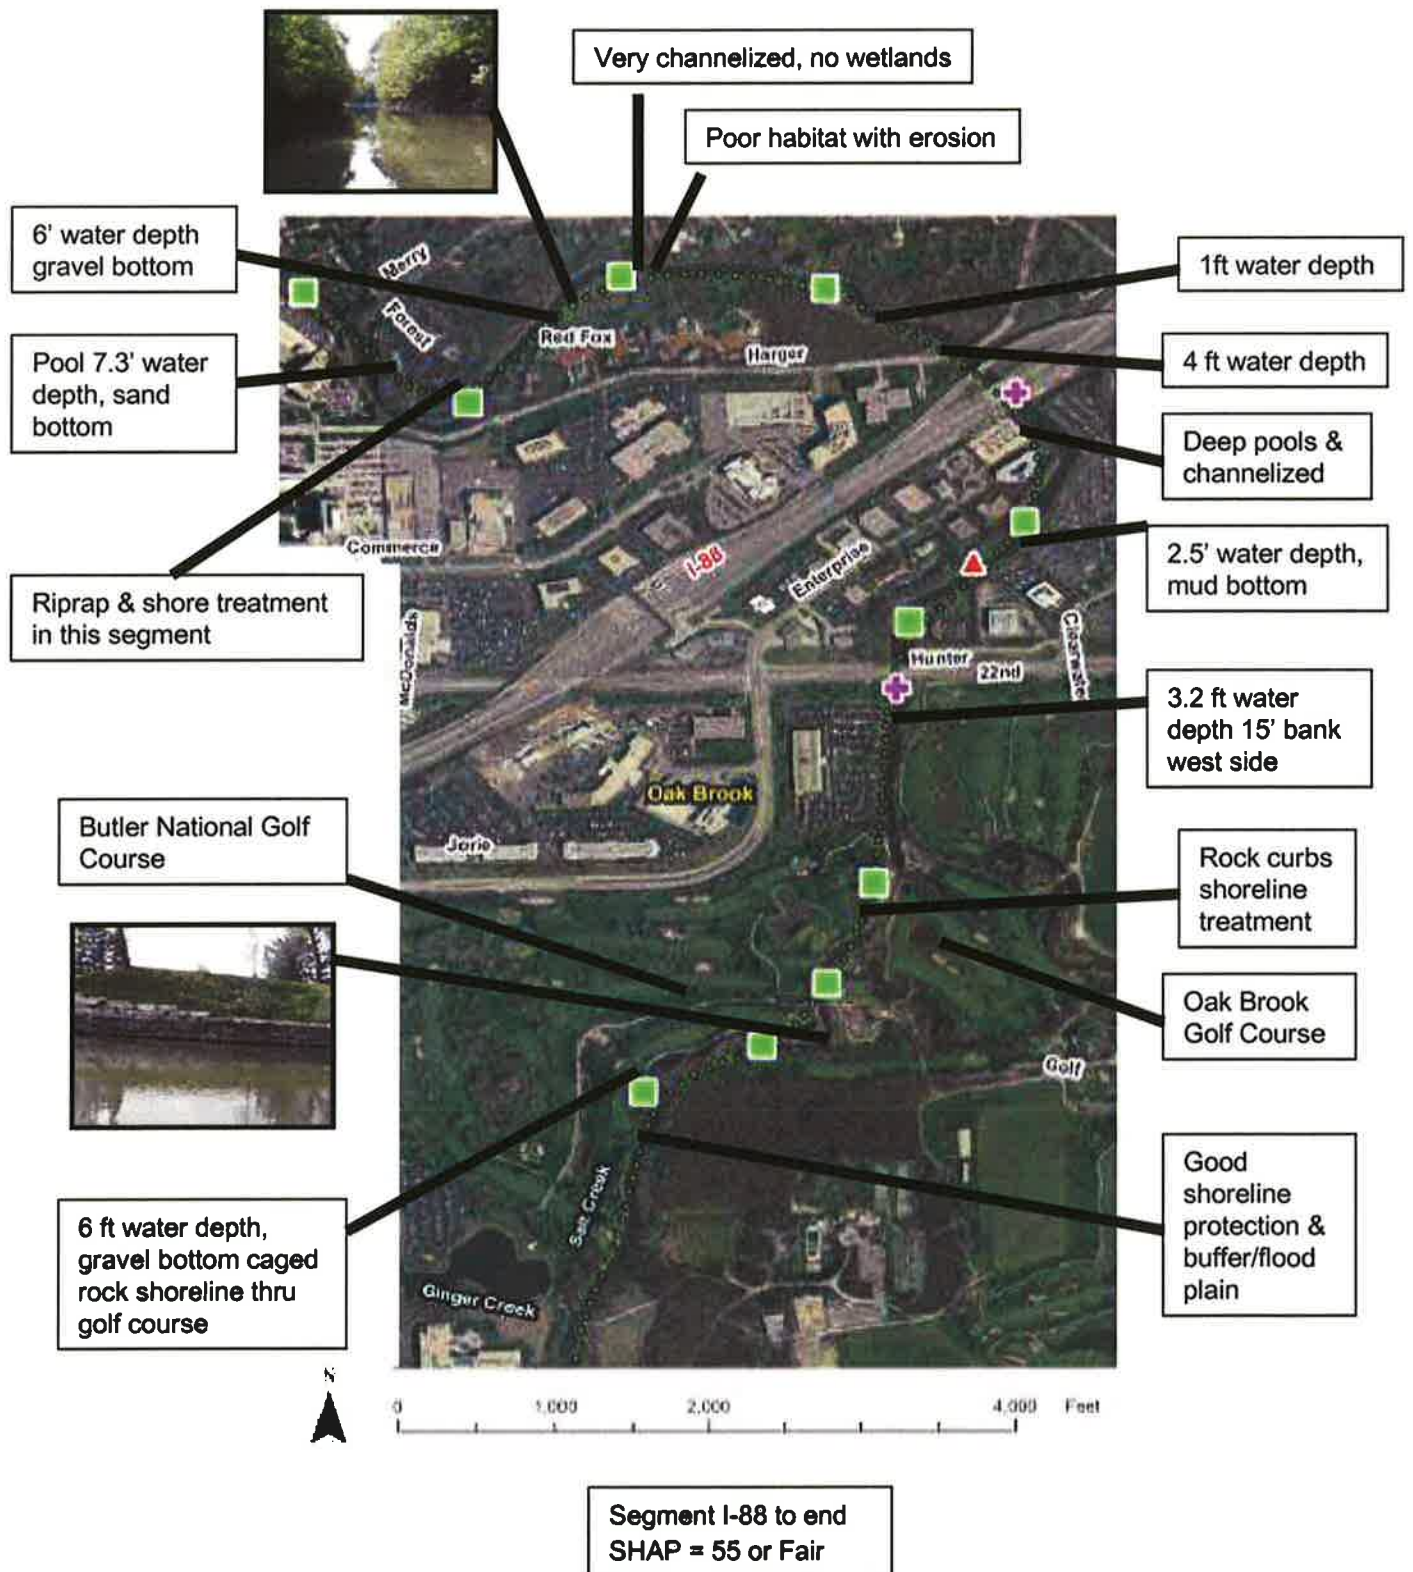 Very channelized, no wetlands
Poor habitat with erosion
6' water depth
gravel bottom
1ft water depth
Merry
Forest
Red Fox
Harger
Pool 7.3' water
depth, sand
bottom
4 ft water depth
Deep pools &
channelized
Commerce
I-88
Enterprise
2.5' water depth,
mud bottom
Riprap & shore treatment
in this segment
McDonalds
Hunter
22nd
Clearwater
3.2 ft water
depth 15' bank
west side
Oak Brook
Butler National Golf
Course
Jorie
Rock curbs
shoreline
treatment
Oak Brook
Golf Course
Golf
Good
shoreline
protection &
buffer/flood
plain
Salt Creek
6 ft water depth,
gravel bottom caged
rock shoreline thru
golf course
Ginger Creek
N
0 1,000 2,000 4,000 Feet
Segment I-88 to end
SHAP = 55 or Fair